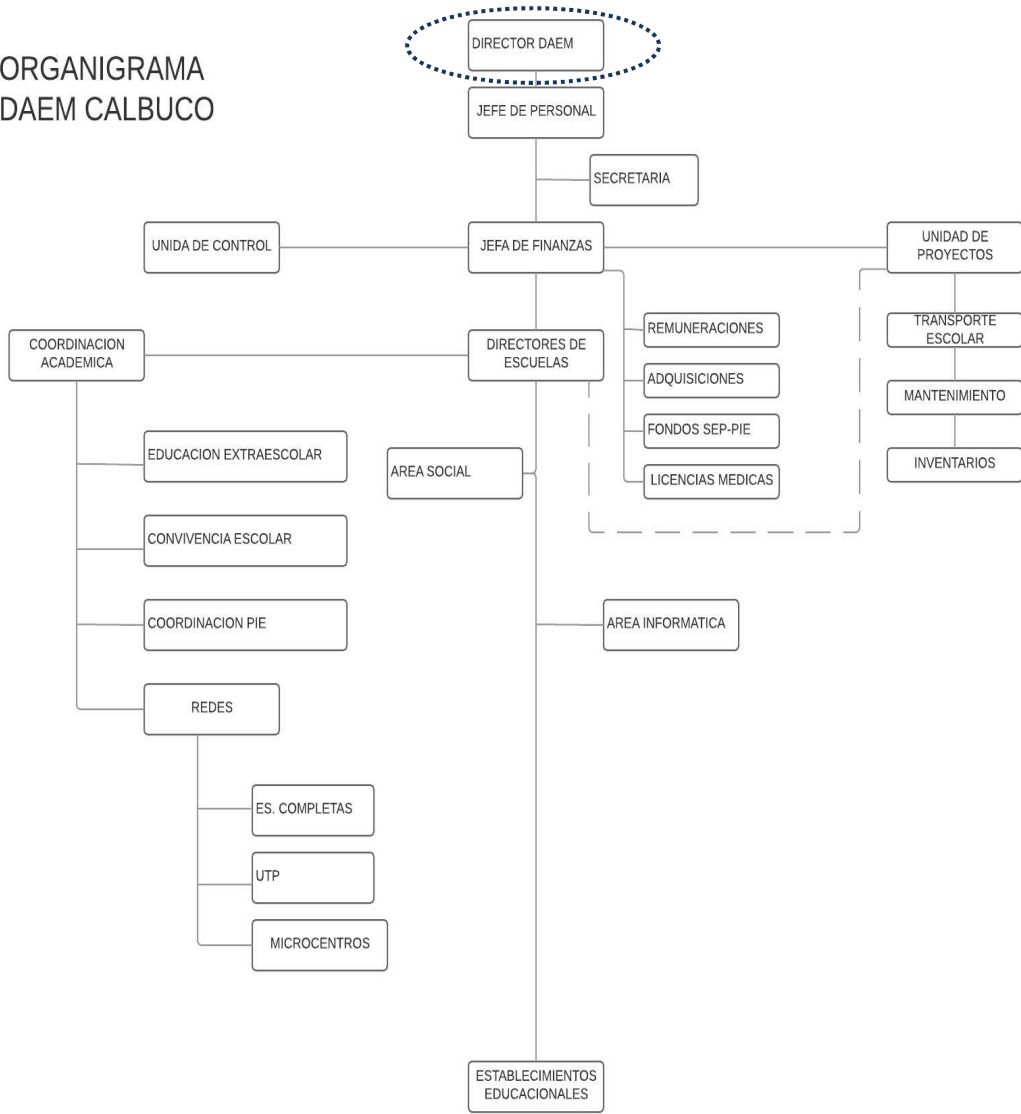 DIRECTOR DAEM
ORGANIGRAMA
DAEM CALBUCO
JEFE DE PERSONAL
SECRETARIA
UNIDA DE CONTROL
JEFA DE FINANZAS
UNIDAD DE
PROYECTOS
REMUNERACIONES
TRANSPORTE
ESCOLAR
COORDINACION
ACADEMICA
DIRECTORES DE
ESCUELAS
ADQUISICIONES
MANTENIMIENTO
FONDOS SEP-PIE
EDUCACION EXTRAESCOLAR
AREA SOCIAL
LICENCIAS MEDICAS
INVENTARIOS
CONVIVENCIA ESCOLAR
COORDINACION PIE
AREA INFORMATICA
REDES
ES. COMPLETAS
UTP
MICROCENTROS
ESTABLECIMIENTOS
EDUCACIONALES